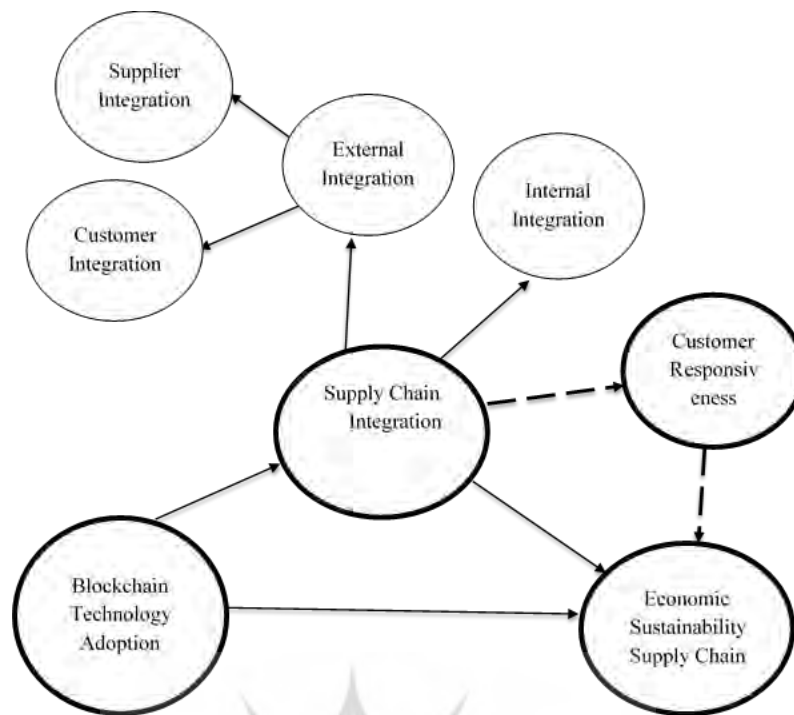 Supplier
Integration
External
Integration
Internal
Integration
Customer
Integration
Customer
Responsiv
eness
Supply Chain
Integration
Blockchain
Technology
Adoption
Economic
Sustainability
Supply Chain